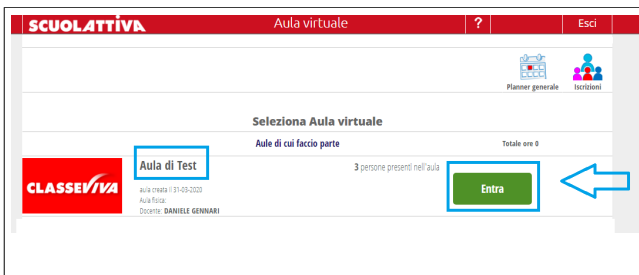 SCUOLATTIVA Aula virtuale ? Esci
Planner generale Iscrizioni
Seleziona Aula virtuale
Aule di cui faccio parte Totale ore 0
Aula di Test 3 persone presenti nell'aula
CLASSEVIVA Entra
aula creata il 31-03-2020
Aula fisica:
Docente: DANIELE GENNARI